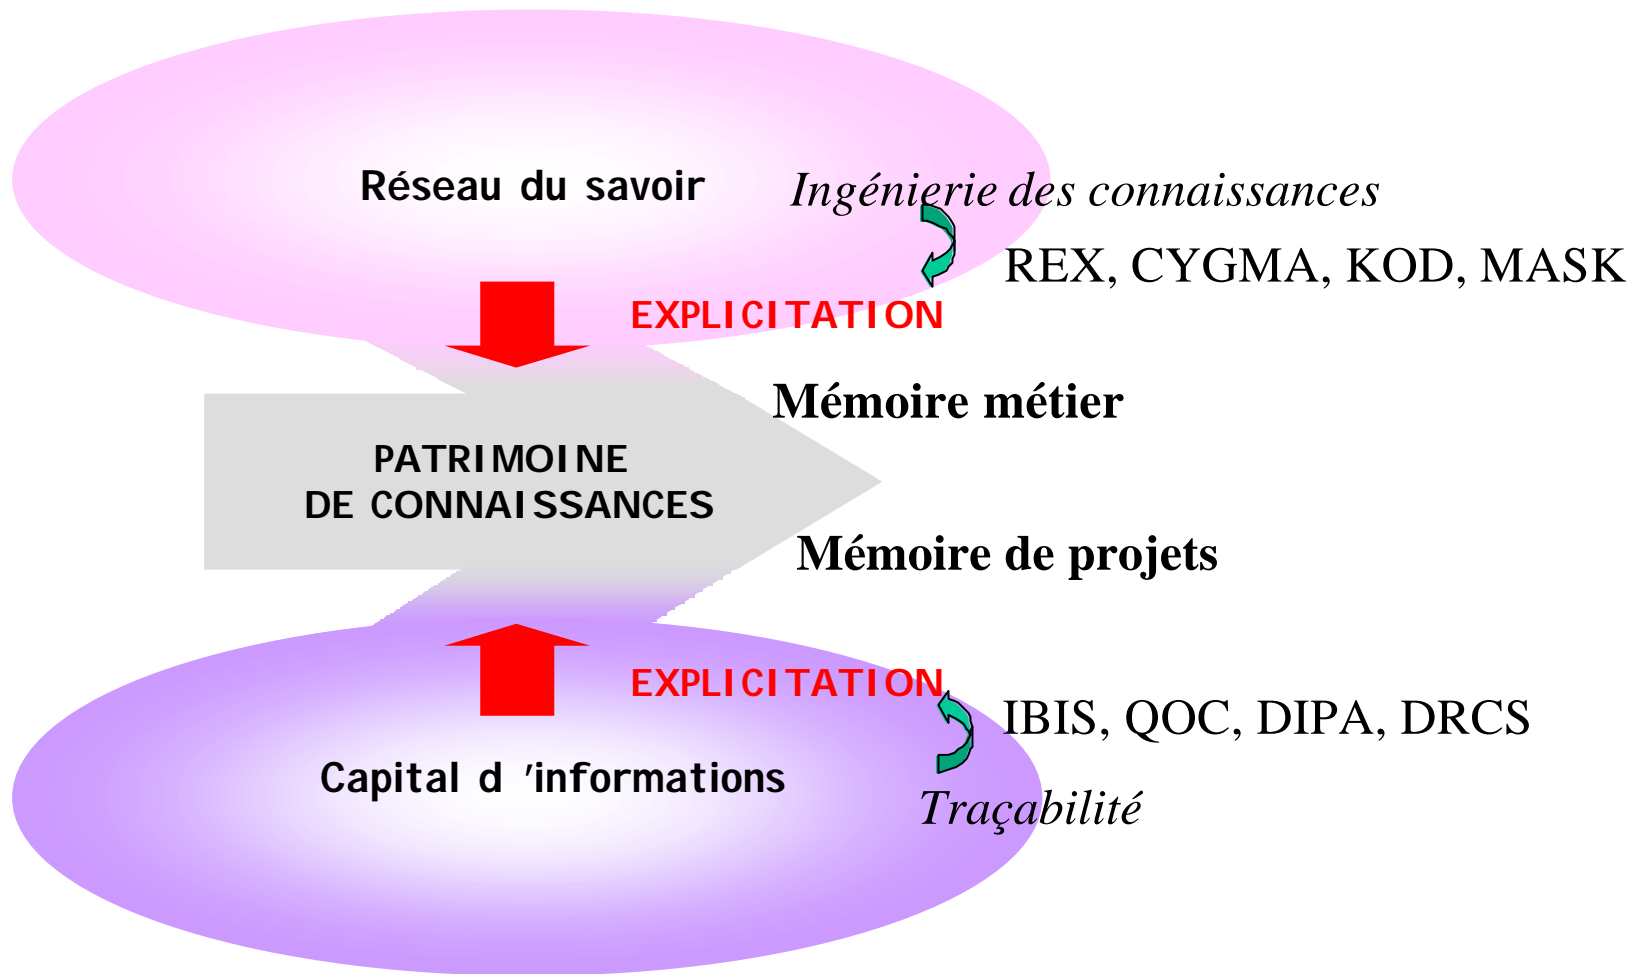 Réseau du savoir
Ingénierie des connaissances
REX, CYGMA, KOD, MASK
EXPLICITATION
Mémoire métier
PATRIMOINE
DE CONNAISSANCES
Mémoire de projets
EXPLICITATION
IBIS, QOC, DIPA, DRCS
Capital d ’informations
Traçabilité